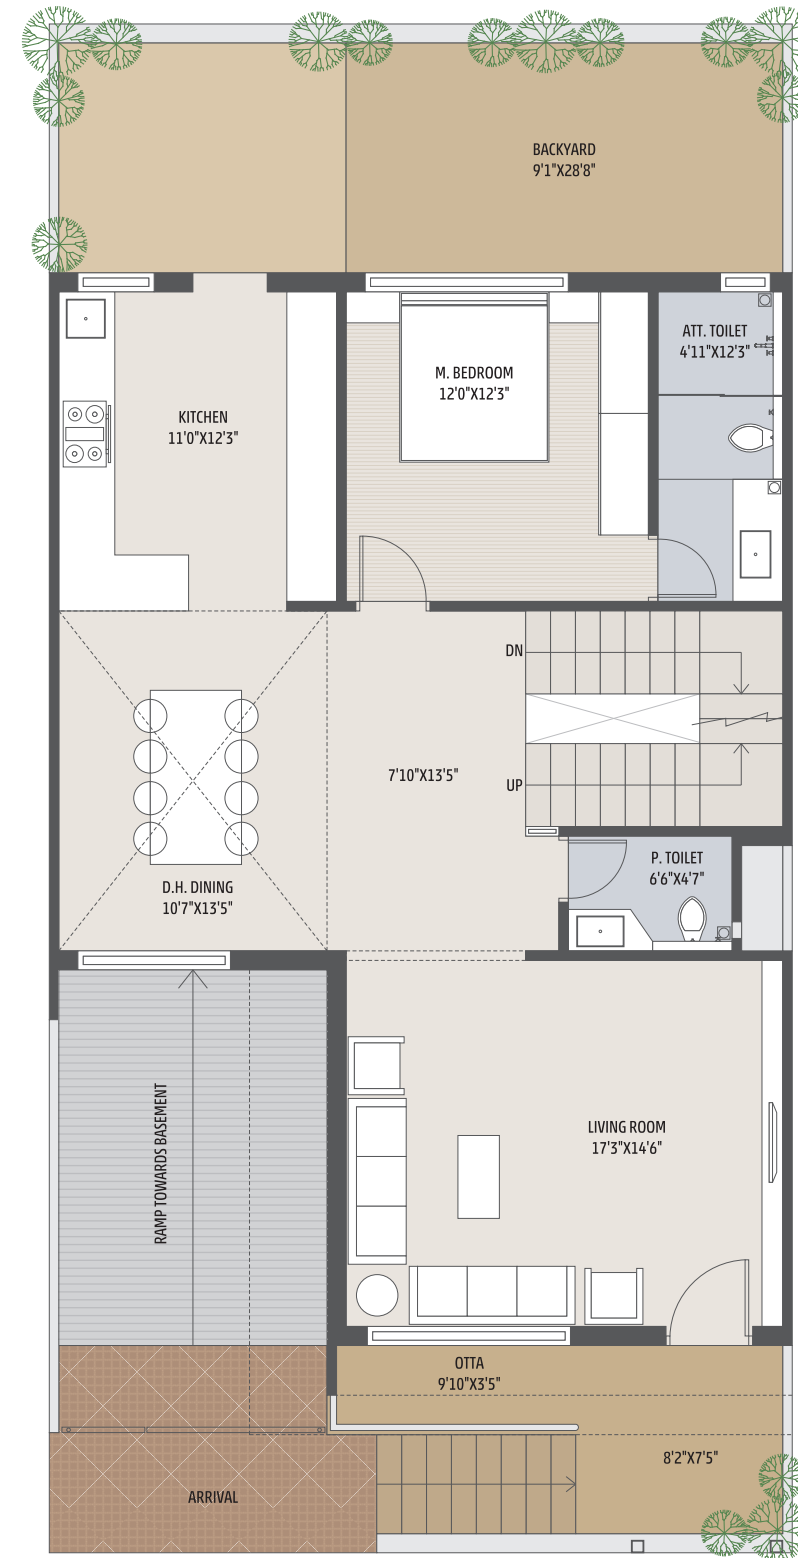 BACKYARD
9'1"X28'8"
ATT. TOILET
4'11"X12'3"
M. BEDROOM
12'0"X12'3"
KITCHEN
11'0"X12'3"
DN
7'10"X13'5"
UP
P. TOILET
6'6"X4'7"
D.H. DINING
10'7"X13'5"
RAMP TOWARDS BASEMENT
LIVING ROOM
17'3"X14'6"
OTTA
9'10"X3'5"
8'2"X7'5"
ARRIVAL